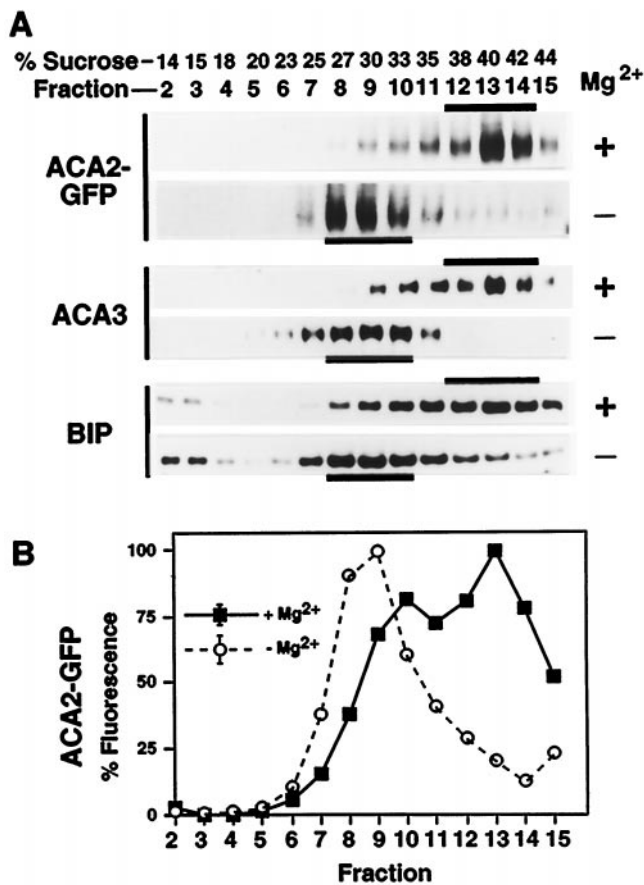 A
% Sucrose–14 15 18 20 23 25 27 30 33 35 38 40 42 44
Fraction—2 3 4 5 6 7 8 9 10 11 12 13 14 15 Mg2+
ACA2-
GFP
+
–
ACA3
+
–
BIP
+
–
B
ACA2-GFP
% Fluorescence
100
75
50
25
0
+ Mg2+
- Mg2+
2 3 4 5 6 7 8 9 10 11 12 13 14 15
Fraction